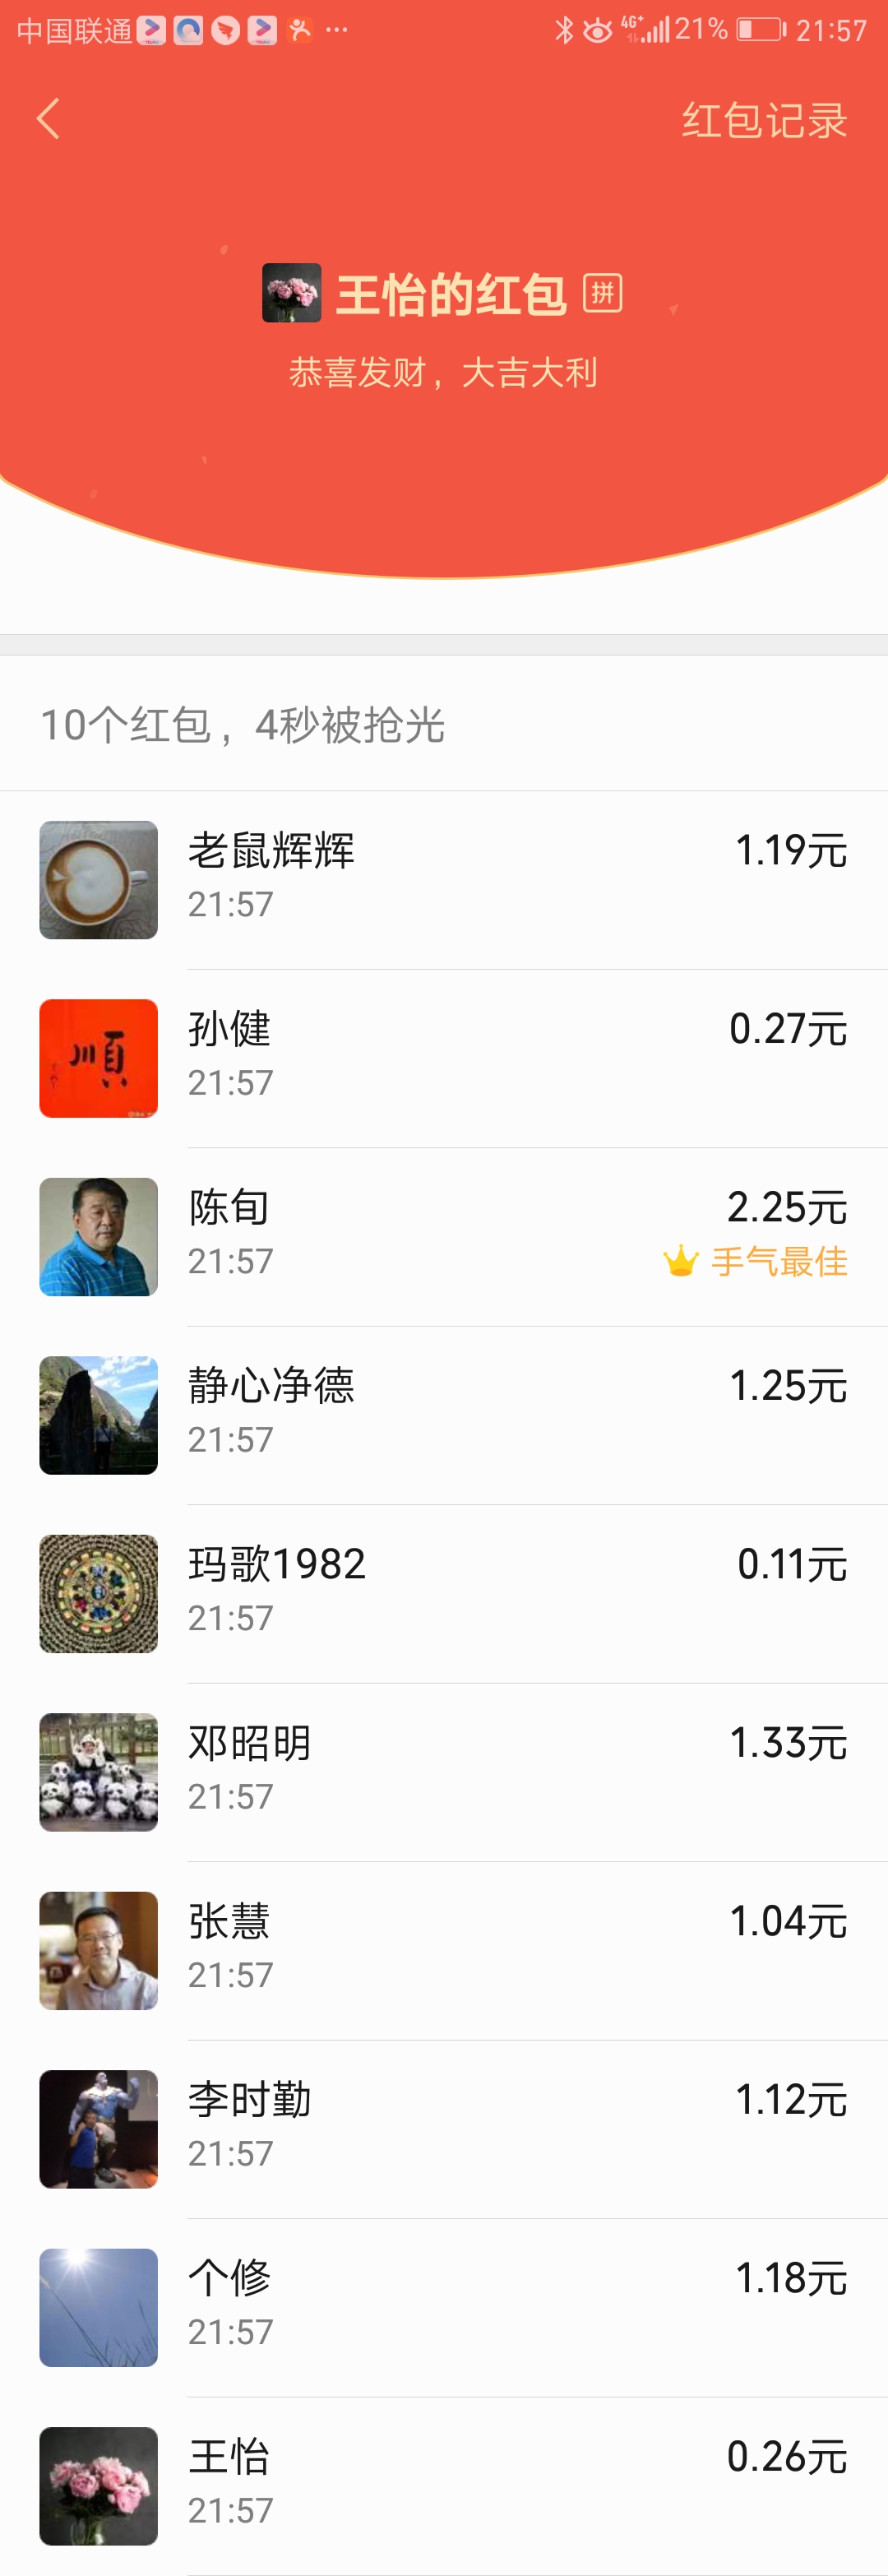 中国联通 ··· 4G+ 21% 21:57
红包记录
王怡的红包 拼
恭喜发财，大吉大利
10个红包，4秒被抢光
老鼠辉辉 1.19元
21:57
孙健 0.27元
21:57
陈旬 2.25元
21:57 手气最佳
静心净德 1.25元
21:57
順
玛歌1982 0.11元
21:57
邓昭明 1.33元
21:57
张慧 1.04元
21:57
李时勤 1.12元
21:57
个修 1.18元
21:57
王怡 0.26元
21:57